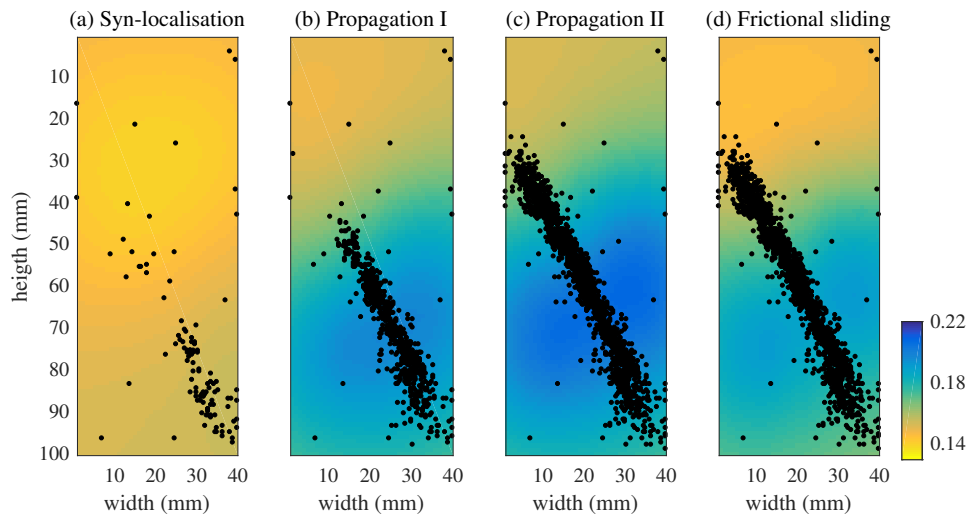 (a) Syn-localisation
(b) Propagation I
(c) Propagation II
(d) Frictional sliding
heigth (mm)
10
20
30
40
50
60
70
80
90
100
10 20 30 40
10 20 30 40
10 20 30 40
10 20 30 40
width (mm)
width (mm)
width (mm)
width (mm)
0.22
0.18
0.14